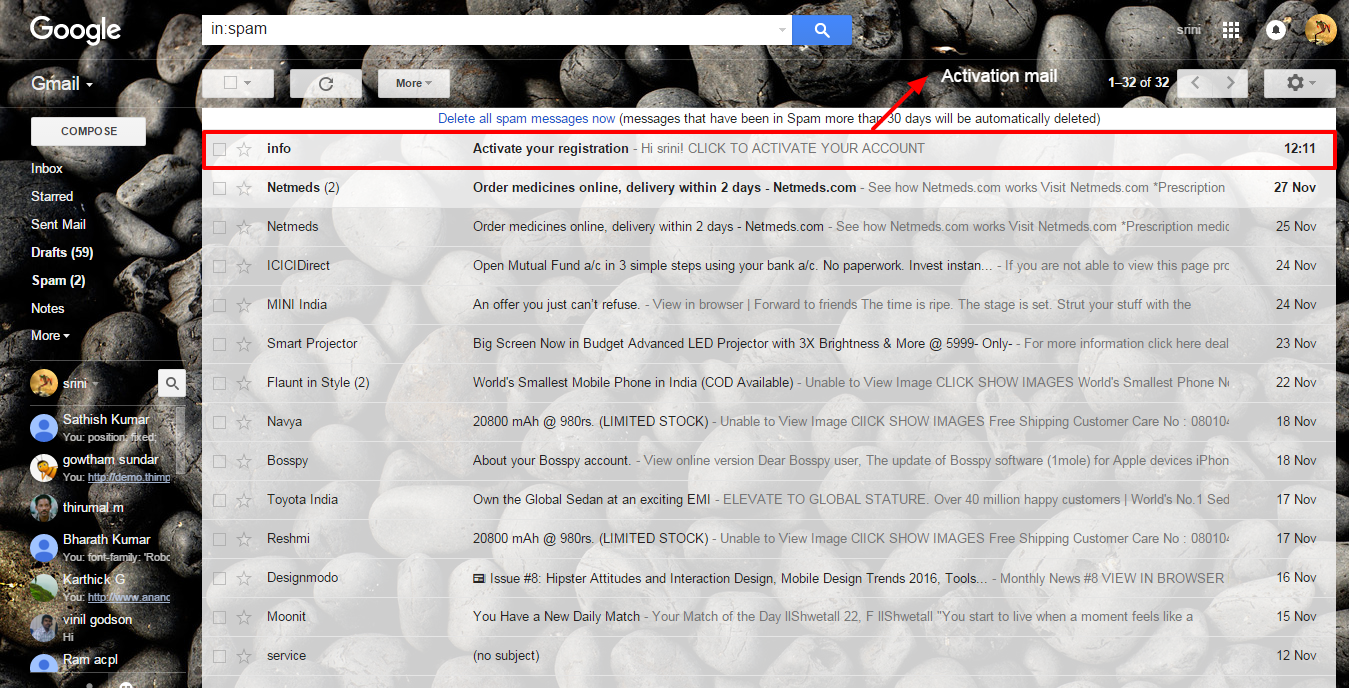 Google
in:spam
srini
Gmail
More
Activation mail
1–32 of 32
COMPOSE
Inbox
Starred
Sent Mail
Drafts (59)
Spam (2)
Notes
More
srini
Sathish Kumar
You: position: fixed;
gowtham sundar
You: http://demo.thimp
thirumal.m
Bharath Kumar
You: font-family: 'Robo
Karthick G
You: http://www.anand
vinil godson
Hi
Ram acpl
Delete all spam messages now (messages that have been in Spam more than 30 days will be automatically deleted)
info Activate your registration - Hi srini! CLICK TO ACTIVATE YOUR ACCOUNT 12:11
Netmeds (2) Order medicines online, delivery within 2 days - Netmeds.com - See how Netmeds.com works Visit Netmeds.com *Prescription 27 Nov
Netmeds Order medicines online, delivery within 2 days - Netmeds.com - See how Netmeds.com works Visit Netmeds.com *Prescription medic 25 Nov
ICICIDirect Open Mutual Fund a/c in 3 simple steps using your bank a/c. No paperwork. Invest instan... - If you are not able to view this page pro 24 Nov
MINI India An offer you just can't refuse. - View in browser | Forward to friends The time is ripe. The stage is set. Strut your stuff with the 24 Nov
Smart Projector Big Screen Now in Budget Advanced LED Projector with 3X Brightness & More @ 5999- Only- - For more information click here deal 23 Nov
Flaunt in Style (2) World's Smallest Mobile Phone in India (COD Available) - Unable to View Image CLICK SHOW IMAGES World's Smallest Phone No 22 Nov
Navya 20800 mAh @ 980rs. (LIMITED STOCK) - Unable to View Image ClICK SHOW IMAGES Free Shipping Customer Care No : 080104 18 Nov
Bosspy About your Bosspy account. - View online version Dear Bosspy user, The update of Bosspy software (1mole) for Apple devices iPhon 18 Nov
Toyota India Own the Global Sedan at an exciting EMI - ELEVATE TO GLOBAL STATURE. Over 40 million happy customers | World's No.1 Sed 17 Nov
Reshmi 20800 mAh @ 980rs. (LIMITED STOCK) - Unable to View Image ClICK SHOW IMAGES Free Shipping Customer Care No : 080104 17 Nov
Designmodo Issue #8: Hipster Attitudes and Interaction Design, Mobile Design Trends 2016, Tools... - Monthly News #8 VIEW IN BROWSER 16 Nov
Moonit You Have a New Daily Match - Your Match of the Day IIShwetall 22, F IIShwetall "You start to live when a moment feels like a 15 Nov
service (no subject) 12 Nov